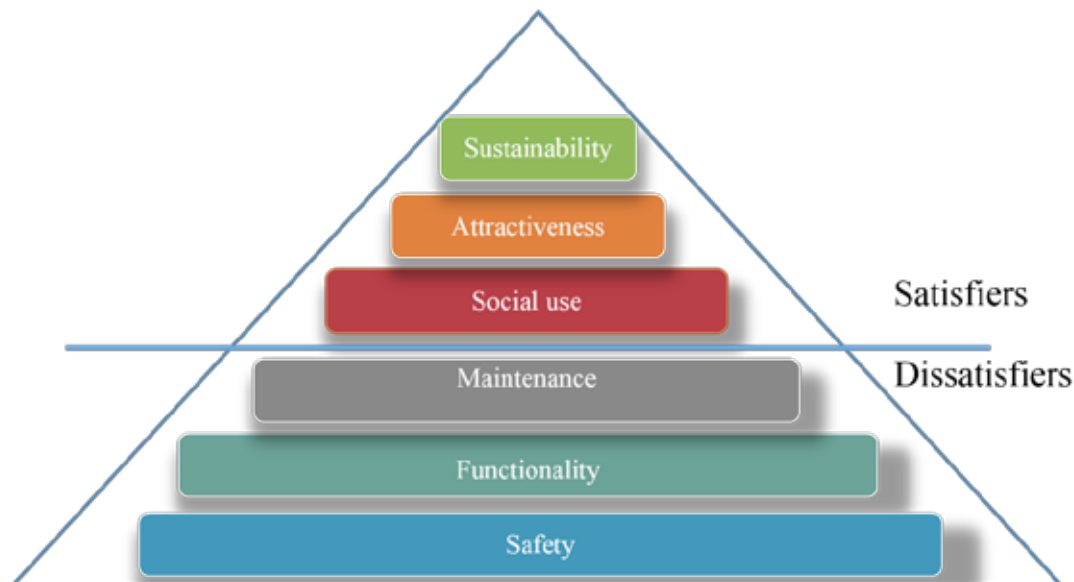 Sustainability
Attractiveness
Social use
Satisfiers
Maintenance
Dissatisfiers
Functionality
Safety